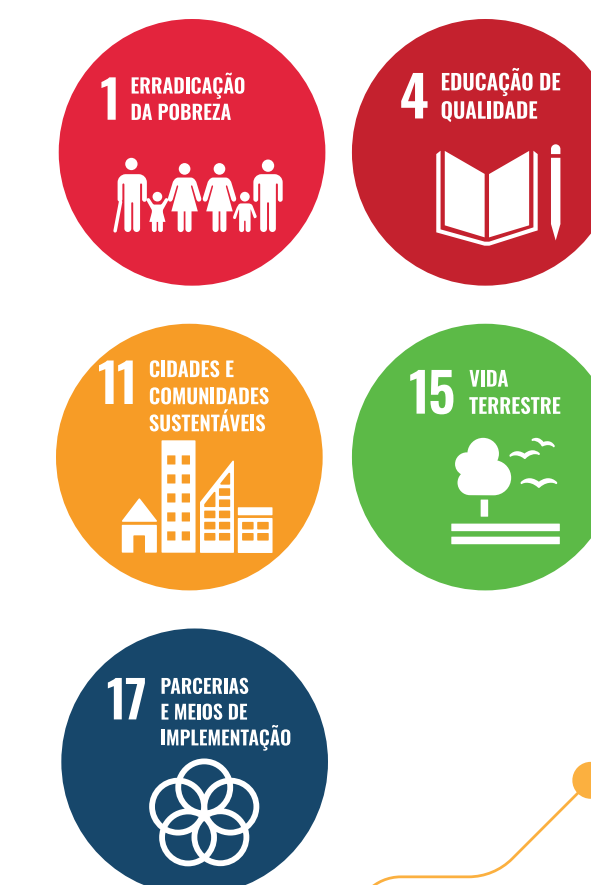 1 ERRADICAÇÃO
DA POBREZA
4 EDUCAÇÃO DE
QUALIDADE
11 CIDADES E
COMUNIDADES
SUSTENTÁVEIS
15 VIDA
TERRESTRE
17 PARCERIAS
E MEIOS DE
IMPLEMENTAÇÃO